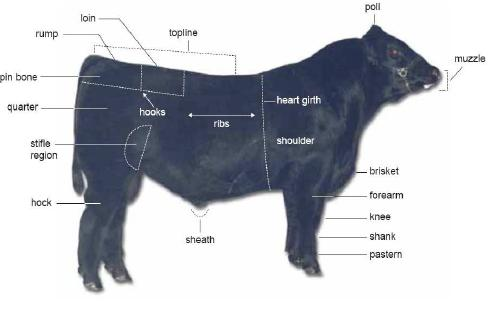 poll
loin
rump
topline
muzzle
pin bone
quarter
hooks
heart girth
ribs
stifle
region
shoulder
brisket
forearm
hock
knee
sheath
shank
pastern